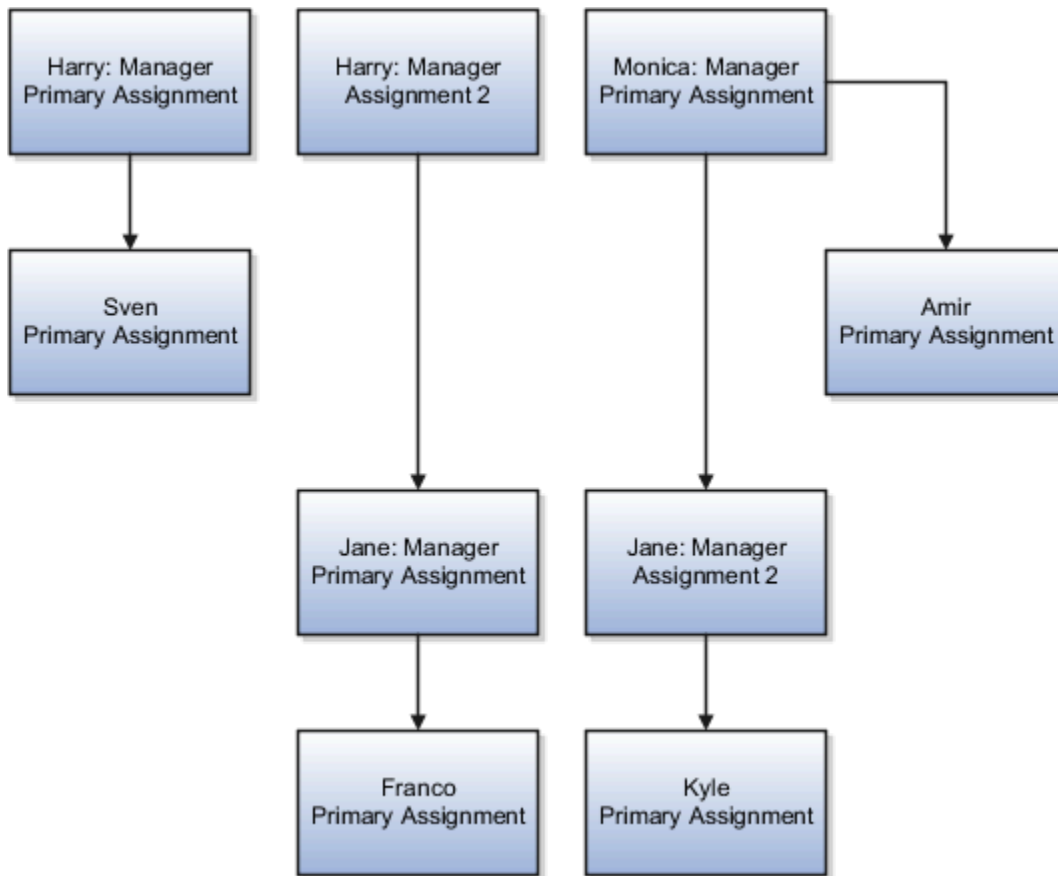 Harry: Manager
Primary Assignment
Harry: Manager
Assignment 2
Monica: Manager
Primary Assignment
Sven
Primary Assignment
Amir
Primary Assignment
Jane: Manager
Primary Assignment
Jane: Manager
Assignment 2
Franco
Primary Assignment
Kyle
Primary Assignment